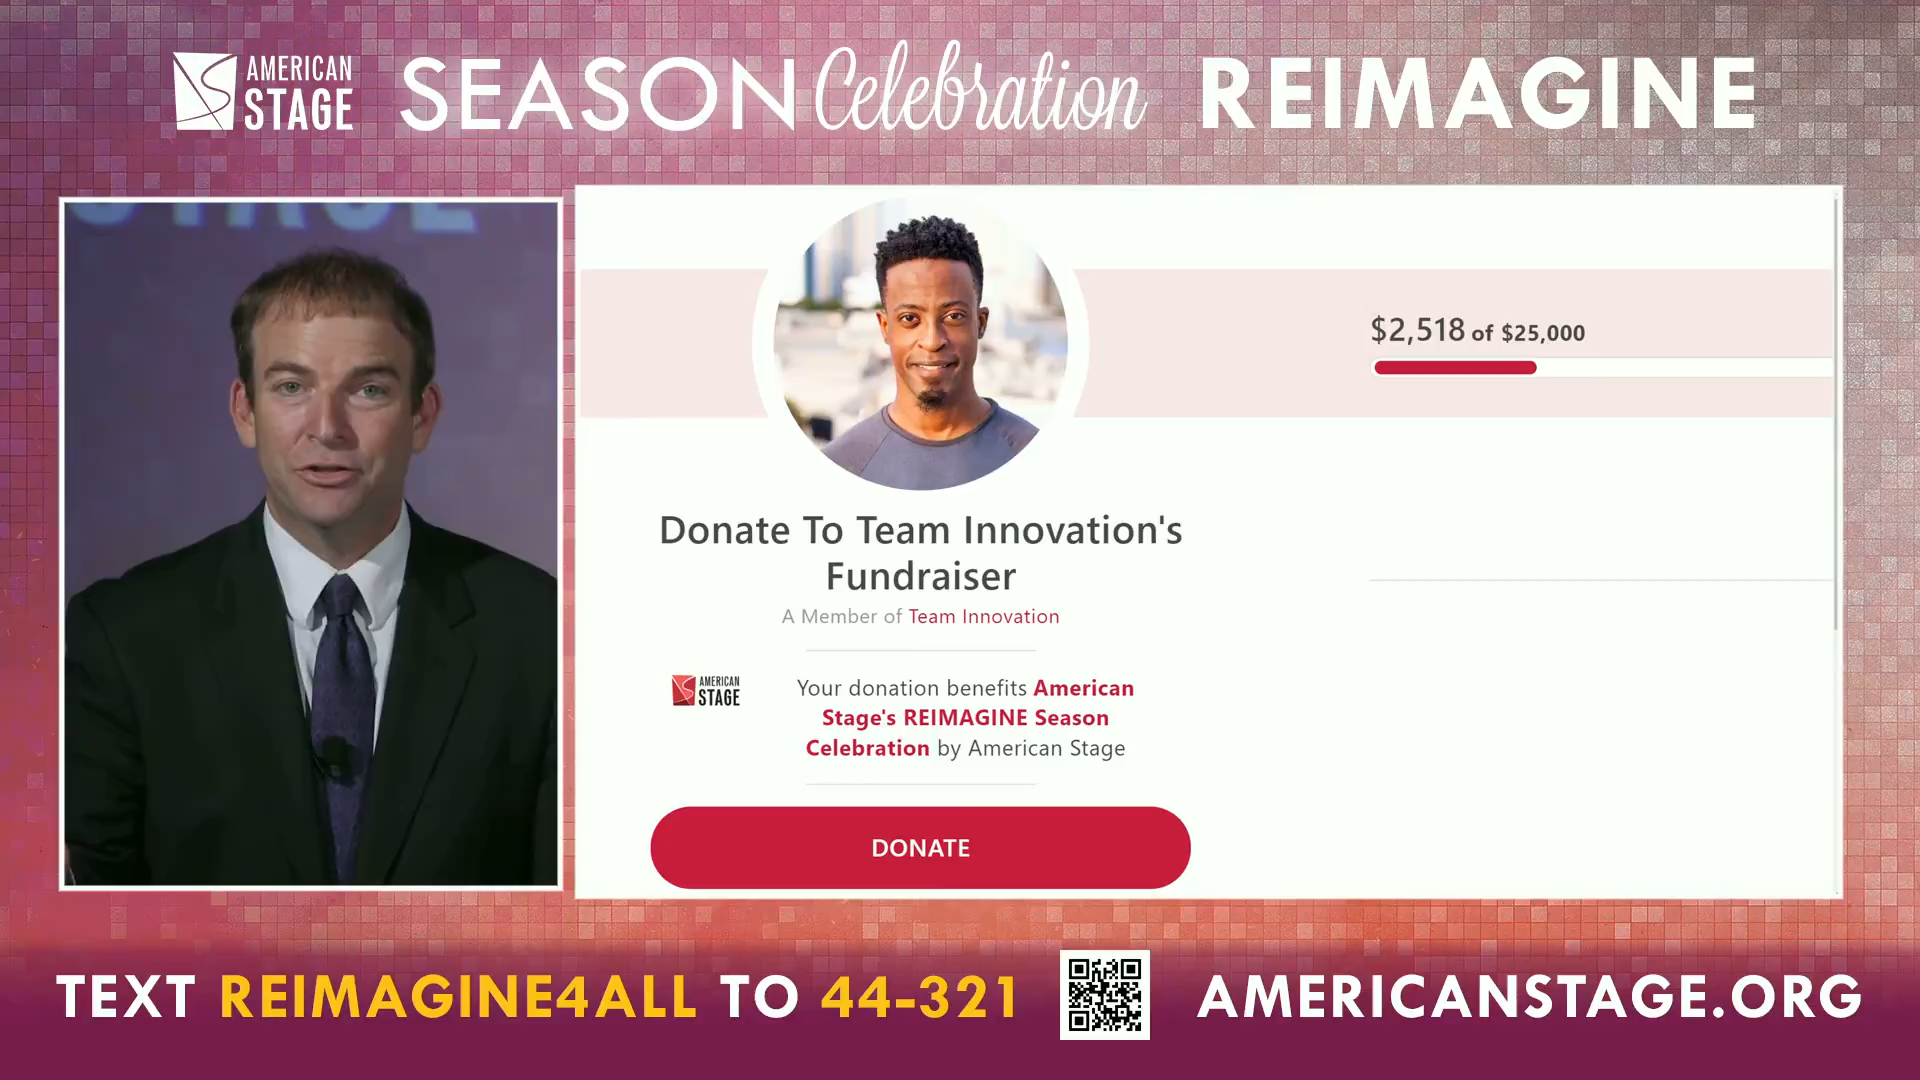 AMERICAN
STAGE
SEASON Celebration REIMAGINE
STAGE
$2,518 of $25,000
Donate To Team Innovation's
Fundraiser
A Member of Team Innovation
AMERICAN
STAGE
Your donation benefits American
Stage's REIMAGINE Season
Celebration by American Stage
DONATE
TEXT REIMAGINE4ALL TO 44-321
AMERICANSTAGE.ORG